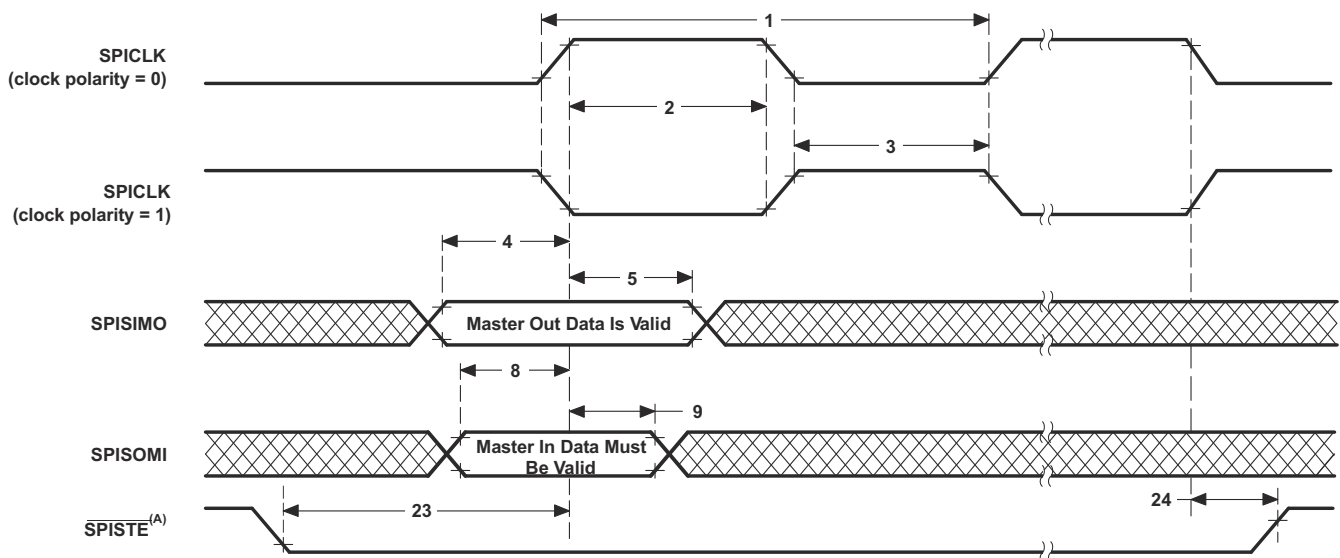 1
SPICLK
(clock polarity = 0)
2
3
SPICLK
(clock polarity = 1)
4
5
SPISIMO
Master Out Data Is Valid
8
9
SPISOMI
Master In Data Must
Be Valid
23
24
SPISTE(A)